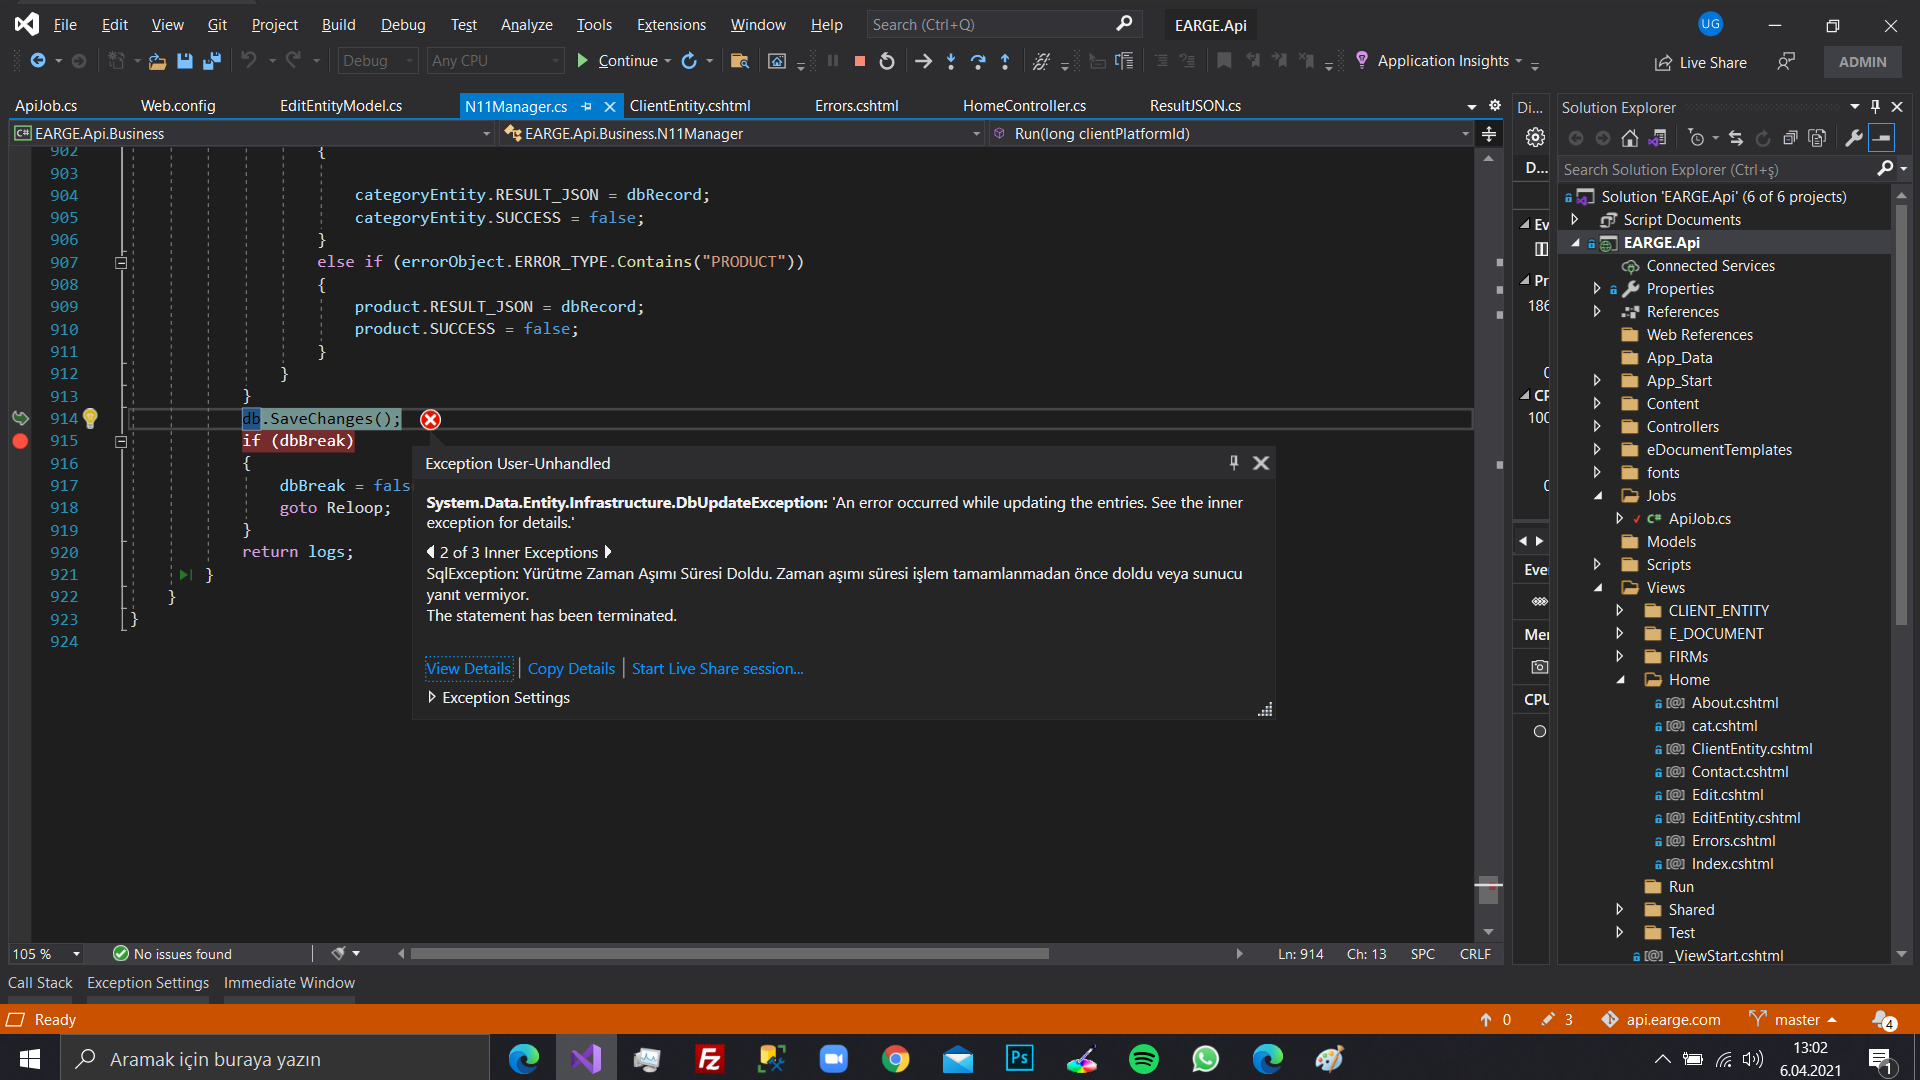 File Edit View Git Project Build Debug Test Analyze Tools Extensions Window Help Search (Ctrl+Q) EARGE.Api UG
Debug Any CPU Continue Application Insights Live Share ADMIN
ApiJob.cs Web.config EditEntityModel.cs N11Manager.cs ClientEntity.cshtml Errors.cshtml HomeController.cs ResultJSON.cs
EARGE.Api.Business EARGE.Api.Business.N11Manager Run(long clientPlatformId)
902 {
903
904 categoryEntity.RESULT_JSON = dbRecord;
905 categoryEntity.SUCCESS = false;
906 }
907 else if (errorObject.ERROR_TYPE.Contains("PRODUCT"))
908 {
909 product.RESULT_JSON = dbRecord;
910 product.SUCCESS = false;
911 }
912 }
913 }
914 db.SaveChanges();
915 if (dbBreak)
916 {
917 dbBreak = fals
918 goto Reloop;
919 }
920 return logs;
921 }
922 }
923 }
924
Exception User-Unhandled
System.Data.Entity.Infrastructure.DbUpdateException: 'An error occurred while updating the entries. See the inner
exception for details.'
2 of 3 Inner Exceptions
SqlException: Yürütme Zaman Aşımı Süresi Doldu. Zaman aşımı süresi işlem tamamlanmadan önce doldu veya sunucu
yanıt vermiyor.
The statement has been terminated.
View Details Copy Details Start Live Share session...
Exception Settings
105 % No issues found Ln: 914 Ch: 13 SPC CRLF
Call Stack Exception Settings Immediate Window
Di...
D...
Ev
Pr
186
0
CF
100
0
Eve
Mer
CPU
Solution Explorer
Search Solution Explorer (Ctrl+ş)
Solution 'EARGE.Api' (6 of 6 projects)
Script Documents
EARGE.Api
Connected Services
Properties
References
Web References
App_Data
App_Start
Content
Controllers
eDocumentTemplates
fonts
Jobs
C# ApiJob.cs
Models
Scripts
Views
CLIENT_ENTITY
E_DOCUMENT
FIRMs
Home
[@] About.cshtml
[@] cat.cshtml
[@] ClientEntity.cshtml
[@] Contact.cshtml
[@] Edit.cshtml
[@] EditEntity.cshtml
[@] Errors.cshtml
[@] Index.cshtml
Run
Shared
Test
[@] _ViewStart.cshtml
Ready 0 3 api.earge.com master 4
Aramak için buraya yazın Fz Ps 13:02
6.04.2021 1